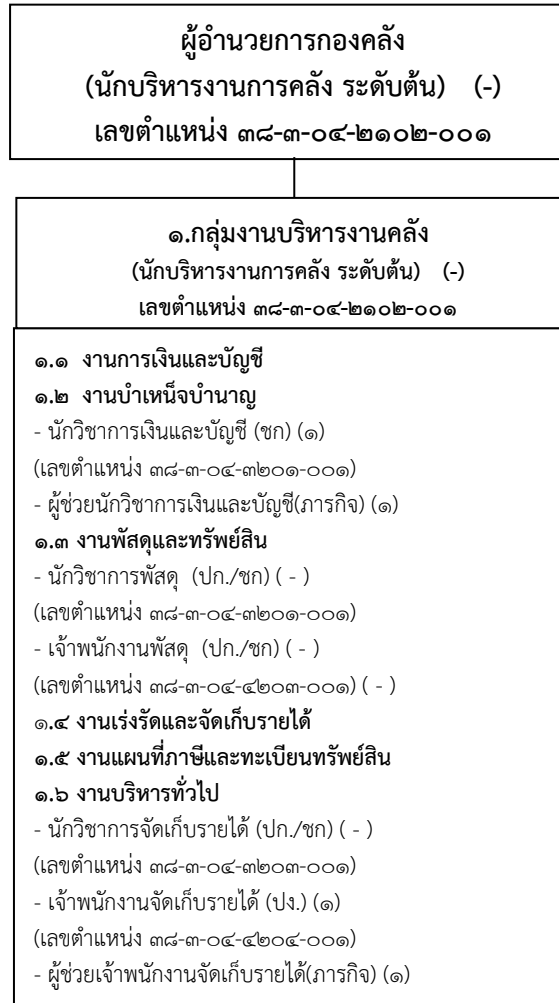 ผู้อำนวยการกองคลัง
(นักบริหารงานการคลัง ระดับต้น) (-)
เลขตำแหน่ง ๓๘-๓-๐๔-๒๑๐๒-๐๐๑
๑.กลุ่มงานบริหารงานคลัง
(นักบริหารงานการคลัง ระดับต้น) (-)
เลขตำแหน่ง ๓๘-๓-๐๔-๒๑๐๒-๐๐๑
๑.๑ งานการเงินและบัญชี
๑.๒ งานบำเหน็จบำนาญ
- นักวิชาการเงินและบัญชี (ชก) (๑)
(เลขตำแหน่ง ๓๘-๓-๐๔-๓๒๐๑-๐๐๑)
- ผู้ช่วยนักวิชาการเงินและบัญชี(ภารกิจ) (๑)
๑.๓ งานพัสดุและทรัพย์สิน
- นักวิชาการพัสดุ (ปก./ชก) ( - )
(เลขตำแหน่ง ๓๘-๓-๐๔-๓๒๐๑-๐๐๑)
- เจ้าพนักงานพัสดุ (ปก./ชก) ( - )
(เลขตำแหน่ง ๓๘-๓-๐๔-๔๒๐๓-๐๐๑) ( - )
๑.๔ งานเร่งรัดและจัดเก็บรายได้
๑.๕ งานแผนที่ภาษีและทะเบียนทรัพย์สิน
๑.๖ งานบริหารทั่วไป
- นักวิชาการจัดเก็บรายได้ (ปก./ชก) ( - )
(เลขตำแหน่ง ๓๘-๓-๐๔-๓๒๐๓-๐๐๑)
- เจ้าพนักงานจัดเก็บรายได้ (ปง.) (๑)
(เลขตำแหน่ง ๓๘-๓-๐๔-๔๒๐๔-๐๐๑)
- ผู้ช่วยเจ้าพนักงานจัดเก็บรายได้(ภารกิจ) (๑)